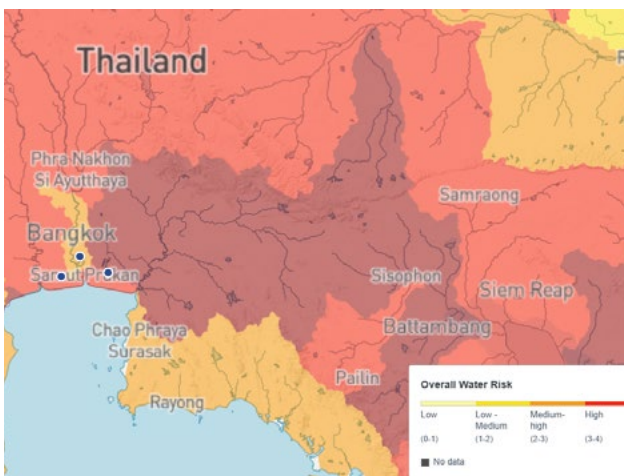 Thailand
R
Phra Nakhon
Si Ayutthaya
Bangkok
Samut Prakan
Samraong
Sisophon
Siem Reap
Chao Phraya
Surasak
Battambang
Pailin
Rayong
Overall Water Risk
Low
Low -
Medium
Medium-
high
High
(0-1)
(1-2)
(2-3)
(3-4)
No data